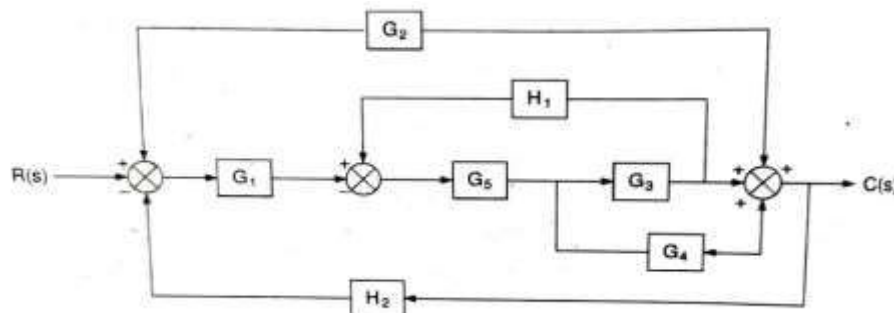 G₂
H₁
R(s) + − G₁ + − G₅ G₃ + + + C(s)
G₄
H₂